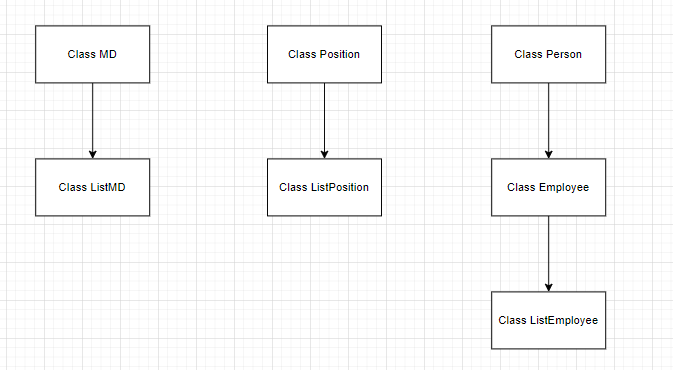 Class MD
Class Position
Class Person
Class ListMD
Class ListPosition
Class Employee
Class ListEmployee